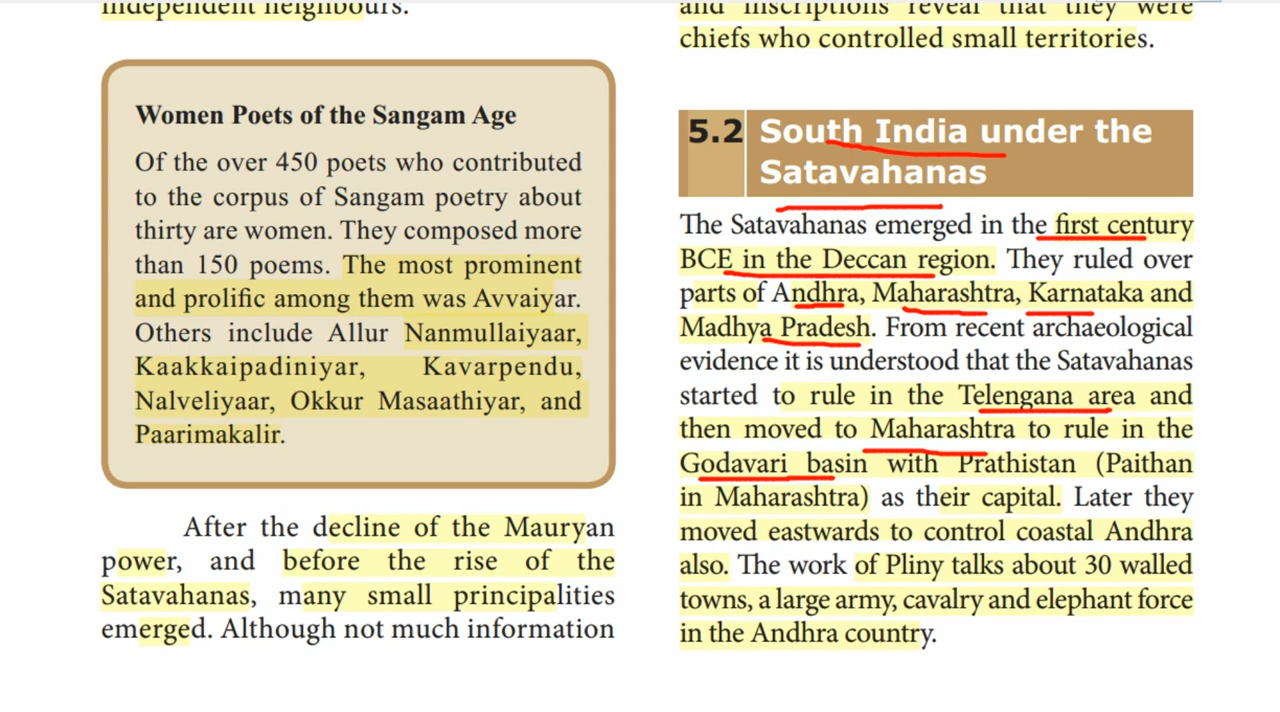 independent neighbours.
Women Poets of the Sangam Age
Of the over 450 poets who contributed
to the corpus of Sangam poetry about
thirty are women. They composed more
than 150 poems. The most prominent
and prolific among them was Avvaiyar.
Others include Allur Nanmullaiyaar,
Kaakkaipadiniyar, Kavarpendu,
Nalveliyaar, Okkur Masaathiyar, and
Paarimakalir.
After the decline of the Mauryan
power, and before the rise of the
Satavahanas, many small principalities
emerged. Although not much information
and inscriptions reveal that they were
chiefs who controlled small territories.
5.2 South India under the
Satavahanas
The Satavahanas emerged in the first century
BCE in the Deccan region. They ruled over
parts of Andhra, Maharashtra, Karnataka and
Madhya Pradesh. From recent archaeological
evidence it is understood that the Satavahanas
started to rule in the Telengana area and
then moved to Maharashtra to rule in the
Godavari basin with Prathistan (Paithan
in Maharashtra) as their capital. Later they
moved eastwards to control coastal Andhra
also. The work of Pliny talks about 30 walled
towns, a large army, cavalry and elephant force
in the Andhra country.